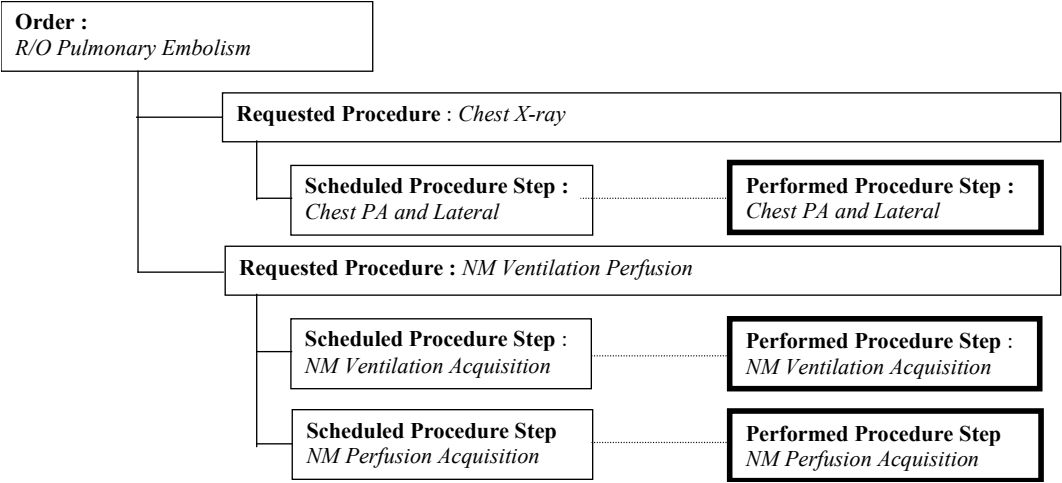 Order :
R/O Pulmonary Embolism
Requested Procedure : Chest X-ray
Scheduled Procedure Step :
Chest PA and Lateral
Performed Procedure Step :
Chest PA and Lateral
Requested Procedure : NM Ventilation Perfusion
Scheduled Procedure Step :
NM Ventilation Acquisition
Performed Procedure Step :
NM Ventilation Acquisition
Scheduled Procedure Step
NM Perfusion Acquisition
Performed Procedure Step
NM Perfusion Acquisition